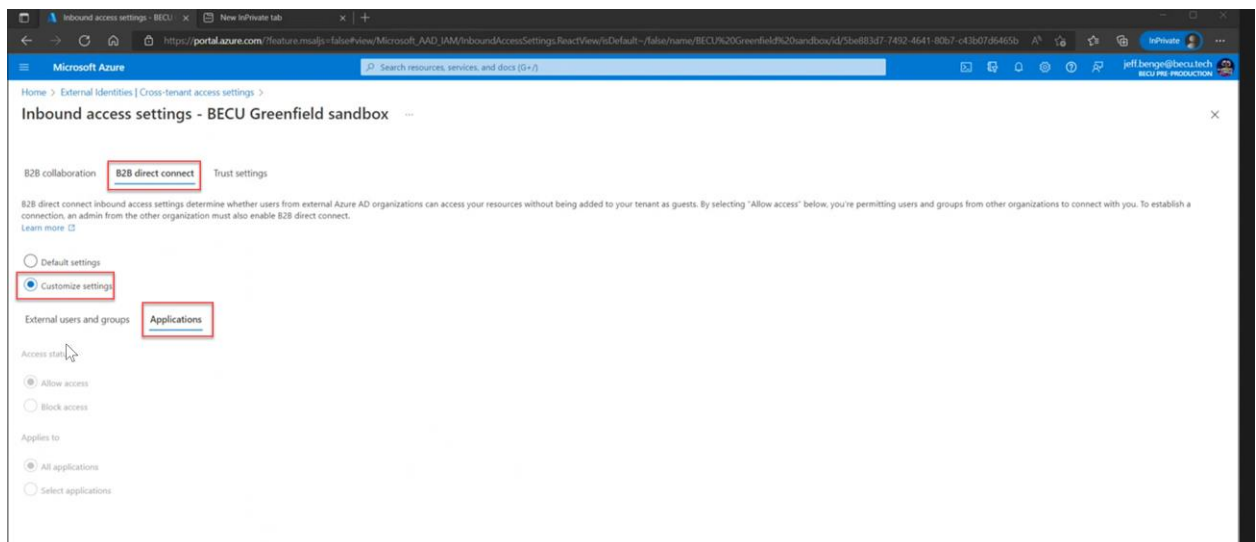 Inbound access settings - BECU
New InPrivate tab
https://portal.azure.com/?feature.msaljs=false#view/Microsoft_AAD_IAM/InboundAccessSettings.ReactView/isDefault~/false/name/BECU%20Greenfield%20sandbox/id/5be883d7-7492-4641-80b7-c43b07d6465b
InPrivate
Microsoft Azure
Search resources, services, and docs (G+/)
jeff.benge@becu.tech
BECU PRE-PRODUCTION
Home > External Identities | Cross-tenant access settings >
Inbound access settings - BECU Greenfield sandbox ...
B2B collaboration B2B direct connect Trust settings
B2B direct connect inbound access settings determine whether users from external Azure AD organizations can access your resources without being added to your tenant as guests. By selecting "Allow access" below, you're permitting users and groups from other organizations to connect with you. To establish a
connection, an admin from the other organization must also enable B2B direct connect.
Learn more
Default settings
Customize settings
External users and groups Applications
Access
Allow access
Block access
Applies to
All applications
Select applications